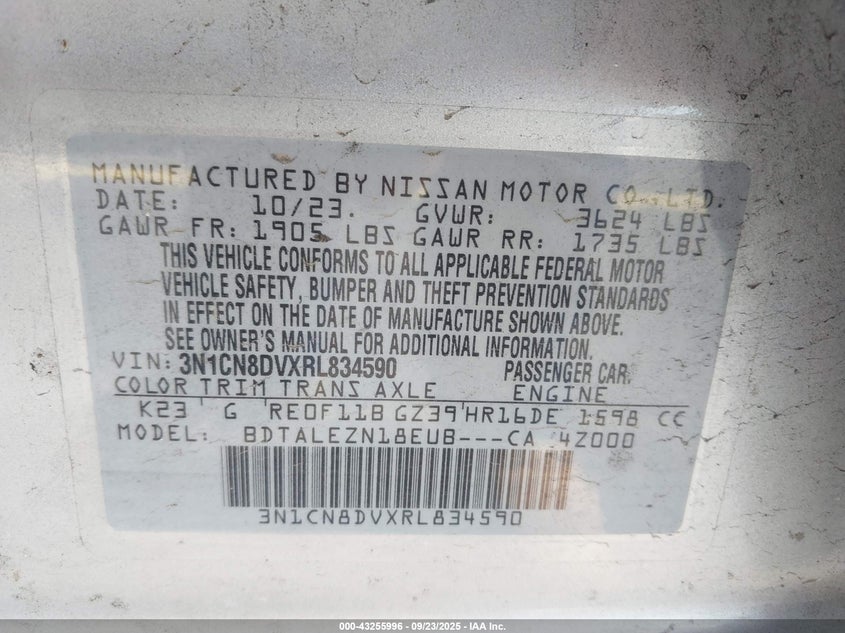 MANUFACTURED BY NISSAN MOTOR CO., LTD.
DATE: 10/23. GVWR: 3624 LBS
GAWR FR: 1905 LBS GAWR RR: 1735 LBS
THIS VEHICLE CONFORMS TO ALL APPLICABLE FEDERAL MOTOR
VEHICLE SAFETY, BUMPER AND THEFT PREVENTION STANDARDS
IN EFFECT ON THE DATE OF MANUFACTURE SHOWN ABOVE.
SEE OWNER'S MANUAL FOR ADDITIONAL INFORMATION.
VIN: 3N1CN8DVXRL834590 PASSENGER CAR.
COLOR TRIM TRANS AXLE ENGINE
K23 G RE0F11B GZ39 HR16DE 1598 CC
MODEL: BDTALEZN18EUB---CA 4Z000
3N1CN8DVXRL834590
000-43255996 - 09/23/2025 - IAA Inc.